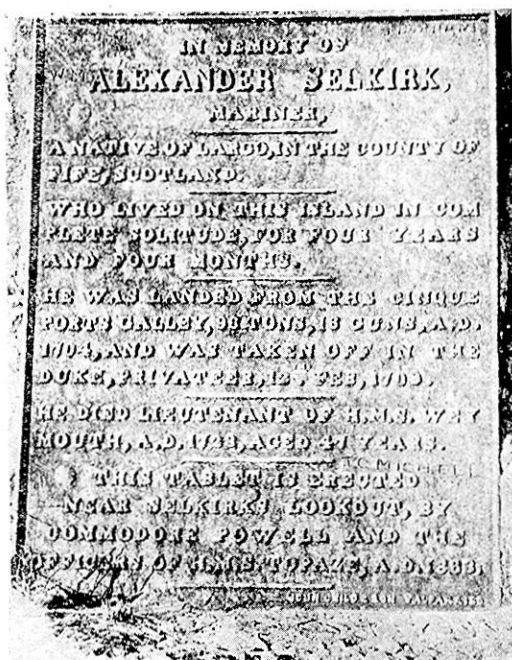 IN MEMORY OF
ALEXANDER SELKIRK,
MARINER,
A NATIVE OF LARGO, IN THE COUNTY OF
FIFE, SCOTLAND.
WHO LIVED ON THIS ISLAND IN COM
PLETE SOLITUDE, FOR FOUR YEARS
AND FOUR MONTHS.
HE WAS LANDED FROM THE CINQUE
PORTS GALLEY, TONS, GUNS, A.D.
1704, AND WAS TAKEN OFF IN THE
DUKE, PRIVATEER, 12TH FEB, 1709.
HE DIED LIEUTENANT OF H.M.S. WEY
MOUTH, A.D. 1723, AGED 47 YEARS.
T.C. MICHELL
THIS TABLET IS ERECTED
NEAR SELKIRKS LOOKOUT, BY
COMMODORE POWELL AND THE
OFFICERS OF H.M.S. TOPAZE, A.D. 1868.